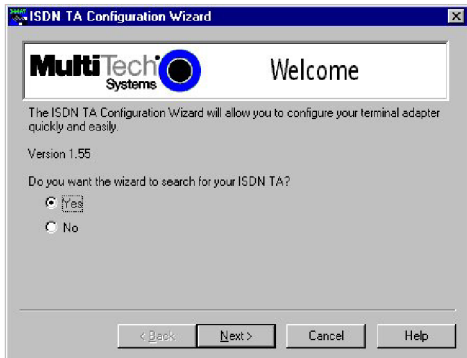 ISDN TA Configuration Wizard
MultiTech
Systems
Welcome
The ISDN TA Configuration Wizard will allow you to configure your terminal adapter
quickly and easily.
Version 1.55
Do you want the wizard to search for your ISDN TA?
Yes
No
< Back Next > Cancel Help